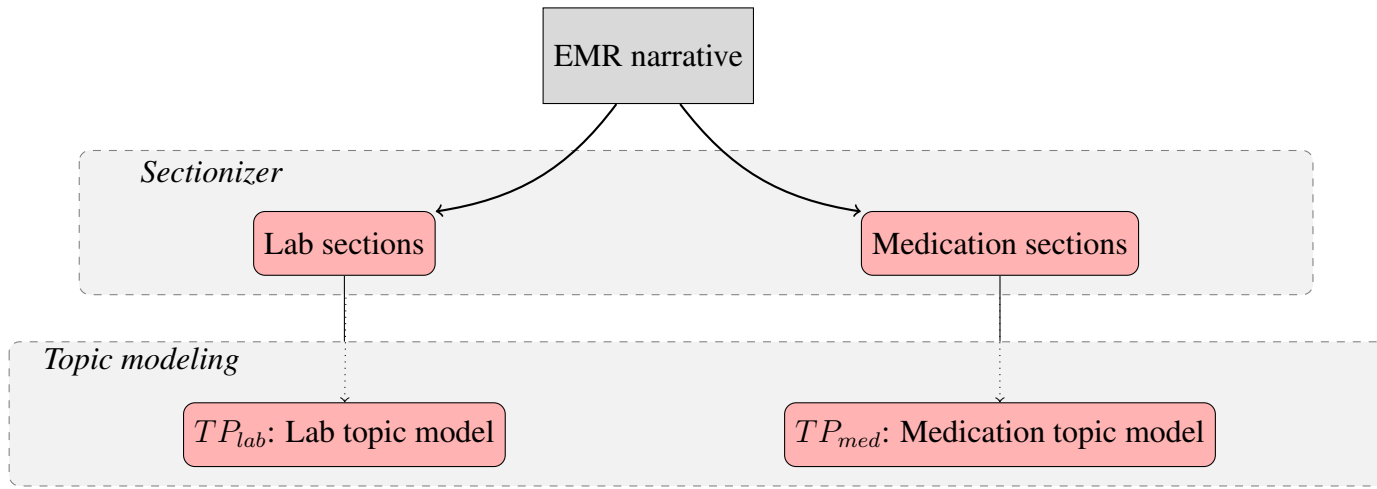 EMR narrative
Sectionizer
Lab sections
Medication sections
Topic modeling
TP_lab: Lab topic model
TP_med: Medication topic model